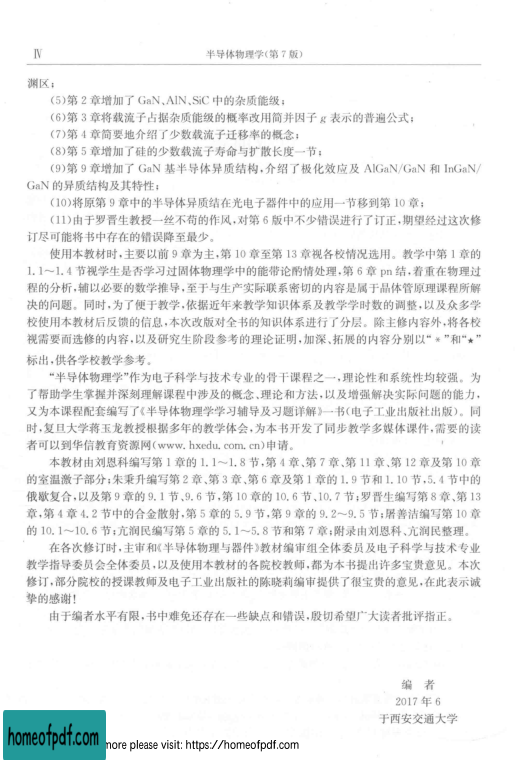 Ⅳ 半导体物理学(第7版)
渊区;
(5)第2章增加了GaN、AlN、SiC中的杂质能级;
(6)第3章将载流子占据杂质能级的概率改用简并因子g表示的普遍公式;
(7)第4章简要地介绍了少数载流子迁移率的概念;
(8)第5章增加了硅的少数载流子寿命与扩散长度一节;
(9)第9章增加了GaN基半导体异质结构,介绍了极化效应及AlGaN/GaN和InGaN/
GaN的异质结构及其特性;
(10)将原第9章中的半导体异质结在光电子器件中的应用一节移到第10章;
(11)由于罗晋生教授一丝不苟的作风,对第6版中不少错误进行了订正,期望经过这次修
订尽可能将书中存在的错误降至最少。
使用本教材时,主要以前9章为主,第10章至第13章视各校情况选用。教学中第1章的
1.1~1.4节视学生是否学习过固体物理学中的能带论酌情处理,第6章pn结,着重在物理过
程的分析,辅以必要的数学推导,至于与生产实际联系密切的内容是属于晶体管原理课程所解
决的问题。同时,为了便于教学,依据近年来教学知识体系及教学学时数的调整,以及众多学
校使用本教材后反馈的信息,本次改版对全书的知识体系进行了分层。除主修内容外,将各校
视需要而选修的内容,以及研究生阶段参考的理论证明,加深、拓展的内容分别以“*”和“★”
标出,供各学校教学参考。
“半导体物理学”作为电子科学与技术专业的骨干课程之一,理论性和系统性均较强。为
了帮助学生掌握并深刻理解课程中涉及的概念、理论和方法,以及增强解决实际问题的能力,
又为本课程配套编写了《半导体物理学学习辅导及习题详解》一书(电子工业出版社出版)。同
时,复旦大学蒋玉龙教授根据多年的教学体会,为本书开发了同步教学多媒体课件,需要的读
者可以到华信教育资源网(www.hxedu.com.cn)申请。
本教材由刘恩科编写第1章的1.1~1.8节,第4章、第7章、第11章、第12章及第10章
的室温激子部分;朱秉升编写第2章、第3章、第6章及第1章的1.9节和1.10节,5.4节中的
俄歇复合,以及第9章的9.1节、9.6节,第10章的10.6节、10.7节;罗晋生编写第8章、第13
章,第4章4.2节中的合金散射,第5章的5.9节,第9章的9.2~9.5节;屠善洁编写第10章
的10.1~10.6节;亢润民编写第5章的5.1~5.8节和第7章;附录由刘恩科、亢润民整理。
在各次修订时,主审和《半导体物理与器件》教材编审组全体委员及电子科学与技术专业
教学指导委员会全体委员,以及使用本教材的各院校教师,都为本书提出许多宝贵意见。本次
修订,部分院校的授课教师及电子工业出版社的陈晓莉编审提供了很宝贵的意见,在此表示诚
挚的感谢!
由于编者水平有限,书中难免还存在一些缺点和错误,殷切希望广大读者批评指正。
编 者
2017年6
于西安交通大学
homeofpdf.com more please visit: https://homeofpdf.com